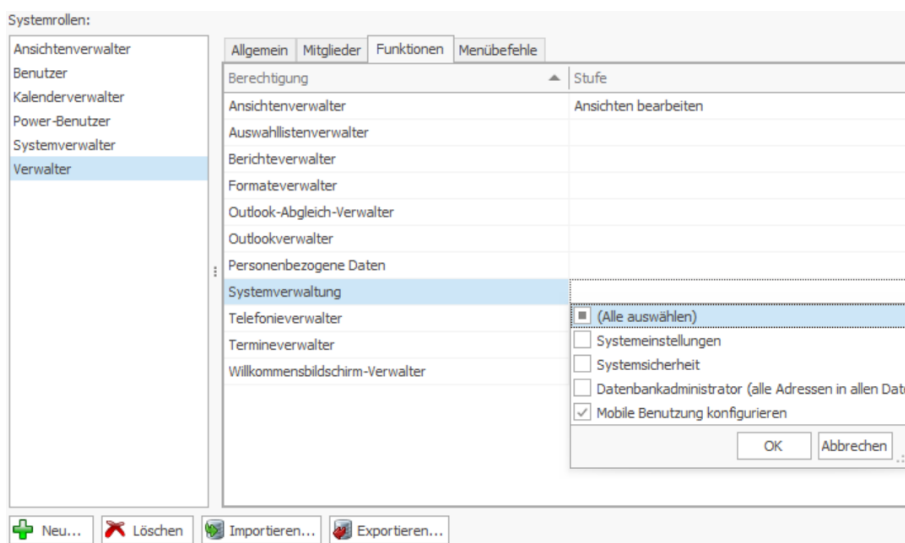 Systemrollen:
Ansichtenverwalter
Benutzer
Kalenderverwalter
Power-Benutzer
Systemverwalter
Verwalter
Allgemein Mitglieder Funktionen Menübefehle
Berechtigung Stufe
Ansichtenverwalter Ansichten bearbeiten
Auswahllistenverwalter
Berichteverwalter
Formateverwalter
Outlook-Abgleich-Verwalter
Outlookverwalter
Personenbezogene Daten
Systemverwaltung
Telefonieverwalter
Termineverwalter
Willkommensbildschirm-Verwalter
(Alle auswählen)
Systemeinstellungen
Systemsicherheit
Datenbankadministrator (alle Adressen in allen Dat
Mobile Benutzung konfigurieren
OK Abbrechen
Neu... Löschen Importieren... Exportieren...